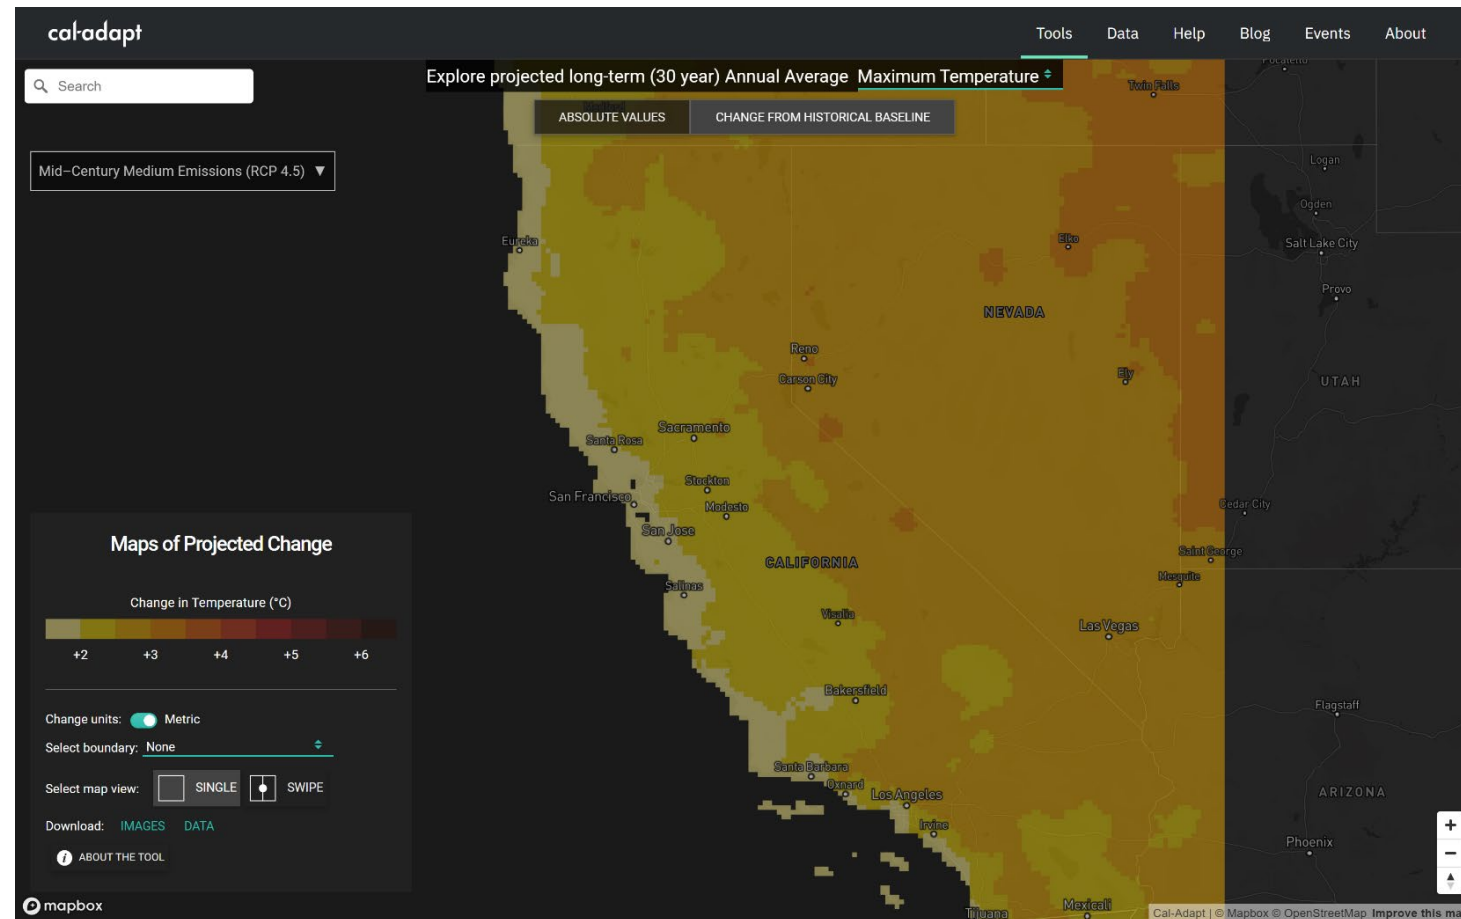 cal-adapt
Tools Data Help Blog Events About
Search
Explore projected long-term (30 year) Annual Average Maximum Temperature
ABSOLUTE VALUES CHANGE FROM HISTORICAL BASELINE
Mid-Century Medium Emissions (RCP 4.5) ▼
Pocatello
Twin Falls
Logan
Ogden
Eureka
Elko
Salt Lake City
Provo
NEVADA
Reno
Carson City
Ely
UTAH
Sacramento
Santa Rosa
Stockton
San Francisco
Modesto
Cedar City
San Jose
Saint George
CALIFORNIA
Mesquite
Salinas
Visalia
Las Vegas
Bakersfield
Flagstaff
Santa Barbara
Oxnard
Los Angeles
ARIZONA
Irvine
Phoenix
Mexicali
Tijuana
Maps of Projected Change
Change in Temperature (°C)
+2 +3 +4 +5 +6
Change units: Metric
Select boundary: None
Select map view: SINGLE SWIPE
Download: IMAGES DATA
i ABOUT THE TOOL
mapbox
+
−
Cal-Adapt | © Mapbox © OpenStreetMap Improve this ma